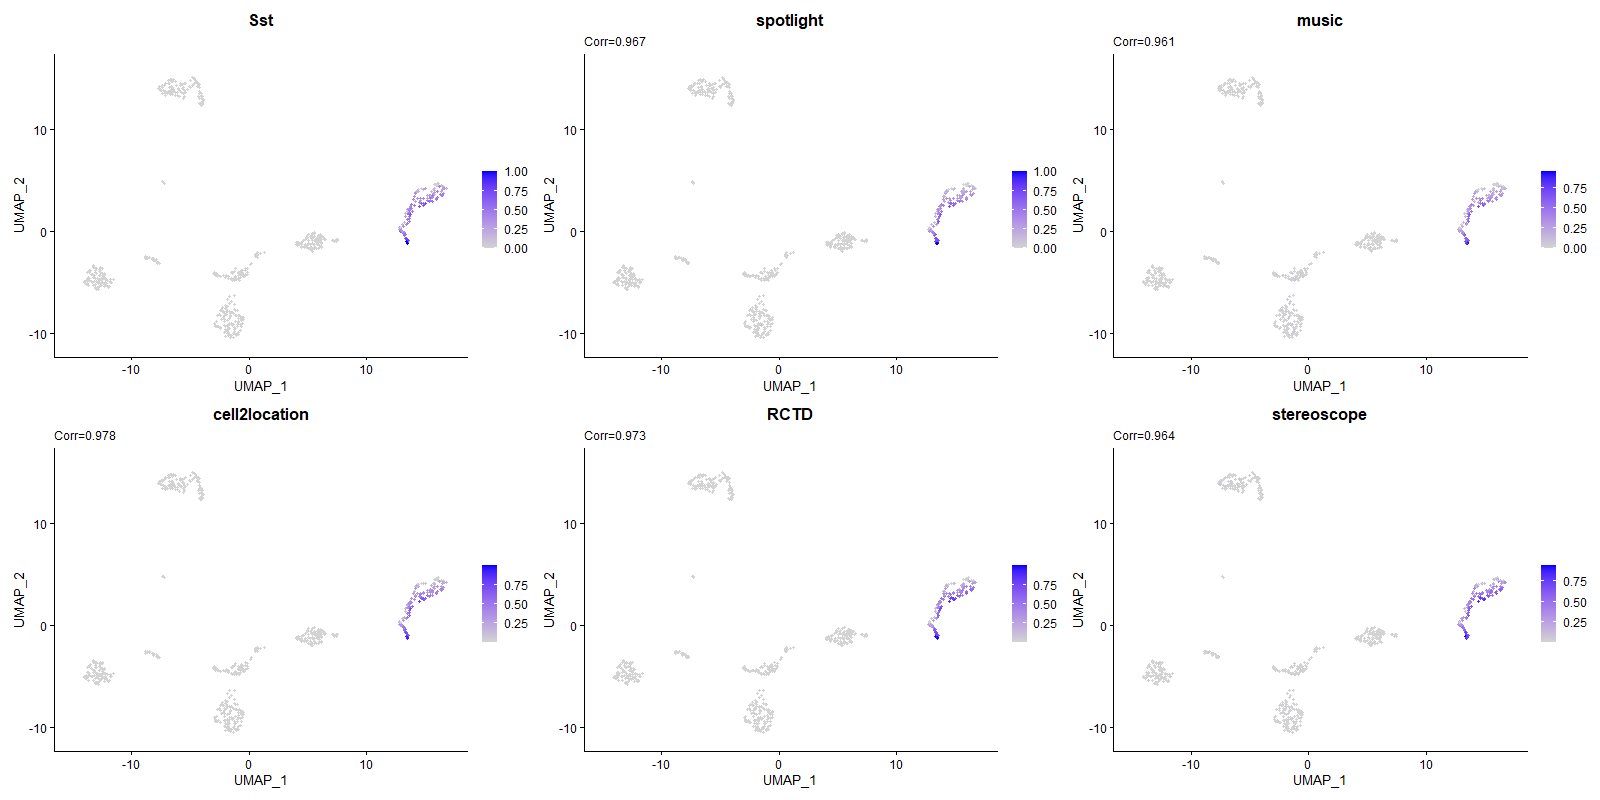 Sst
UMAP_2
10
0
-10
-10 0 10
UMAP_1
1.00
0.75
0.50
0.25
0.00
spotlight
Corr=0.967
UMAP_2
10
0
-10
-10 0 10
UMAP_1
1.00
0.75
0.50
0.25
0.00
music
Corr=0.961
UMAP_2
10
0
-10
-10 0 10
UMAP_1
0.75
0.50
0.25
0.00
cell2location
Corr=0.978
UMAP_2
10
0
-10
-10 0 10
UMAP_1
0.75
0.50
0.25
RCTD
Corr=0.973
UMAP_2
10
0
-10
-10 0 10
UMAP_1
0.75
0.50
0.25
stereoscope
Corr=0.964
UMAP_2
10
0
-10
-10 0 10
UMAP_1
0.75
0.50
0.25